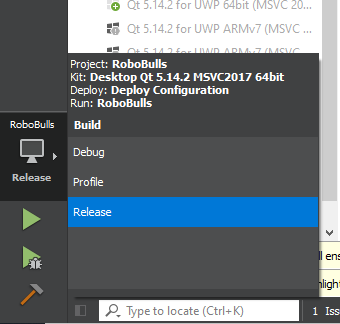 Qt 5.14.2 for UWP 64bit (MSVC 20...
Qt 5.14.2 for UWP ARMv7 (MSVC ...
Qt 5.14.2 for UWP ARMv7 (MSVC ...
Project: RoboBulls
Kit: Desktop Qt 5.14.2 MSVC2017 64bit
Deploy: Deploy Configuration
Run: RoboBulls
Build
RoboBulls
Debug
Profile
Release
Release
ll ens
nligh
Type to locate (Ctrl+K)
1 Iss